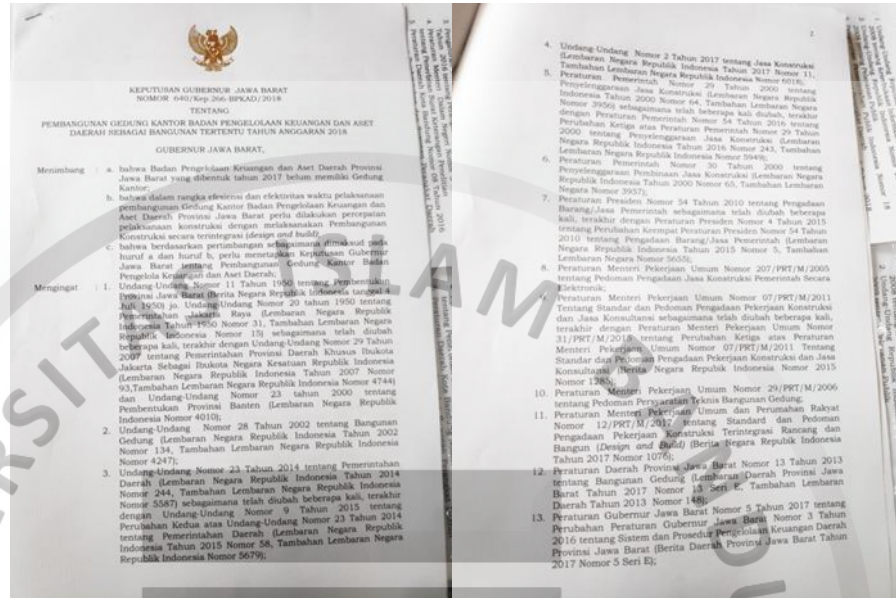 KEPUTUSAN GUBERNUR JAWA BARAT
NOMOR 640/Kep.266-BPKAD/2018
TENTANG
PEMBANGUNAN GEDUNG KANTOR BADAN PENGELOLAAN KEUANGAN DAN ASET
DAERAH SEBAGAI BANGUNAN TERTENTU TAHUN ANGGARAN 2018
GUBERNUR JAWA BARAT,
Menimbang : a. bahwa Badan Pengelolaan Keuangan dan Aset Daerah Provinsi
Jawa Barat yang dibentuk tahun 2017 belum memiliki Gedung
Kantor;
b. bahwa dalam rangka efesiensi dan efektivitas waktu pelaksanaan
pembangunan Gedung Kantor Badan Pengelolaan Keuangan dan
Aset Daerah Provinsi Jawa Barat perlu dilakukan percepatan
pelaksanaan konstruksi dengan melaksanakan Pembangunan
Konstruksi secara terintegrasi (design and build);
c. bahwa berdasarkan pertimbangan sebagaimana dimaksud pada
huruf a dan huruf b, perlu menetapkan Keputusan Gubernur
Jawa Barat tentang Pembangunan Gedung Kantor Badan
Pengelola Keuangan dan Aset Daerah;
Mengingat : 1. Undang-Undang Nomor 11 Tahun 1950 tentang Pembentukan
Provinsi Jawa Barat (Berita Negara Republik Indonesia tanggal 4
Juli 1950) jo. Undang-Undang Nomor 20 tahun 1950 tentang
Pemerintahan Jakarta Raya (Lembaran Negara Republik
Indonesia Tahun 1950 Nomor 31, Tambahan Lembaran Negara
Republik Indonesia Nomor 15) sebagaimana telah diubah
beberapa kali, terakhir dengan Undang-Undang Nomor 29 Tahun
2007 tentang Pemerintahan Provinsi Daerah Khusus Ibukota
Jakarta Sebagai Ibukota Negara Kesatuan Republik Indonesia
(Lembaran Negara Republik Indonesia Tahun 2007 Nomor
93,Tambahan Lembaran Negara Republik Indonesia Nomor 4744)
dan Undang-Undang Nomor 23 tahun 2000 tentang
Pembentukan Provinsi Banten (Lembaran Negara Republik
Indonesia Nomor 4010);
2. Undang-Undang Nomor 28 Tahun 2002 tentang Bangunan
Gedung (Lembaran Negara Republik Indonesia Tahun 2002
Nomor 134, Tambahan Lembaran Negara Republik Indonesia
Nomor 4247);
3. Undang-Undang Nomor 23 Tahun 2014 tentang Pemerintahan
Daerah (Lembaran Negara Republik Indonesia Tahun 2014
Nomor 244, Tambahan Lembaran Negara Republik Indonesia
Nomor 5587) sebagaimana telah diubah beberapa kali, terakhir
dengan Undang-Undang Nomor 9 Tahun 2015 tentang
Perubahan Kedua atas Undang-Undang Nomor 23 Tahun 2014
tentang Pemerintahan Daerah (Lembaran Negara Republik
Indonesia Tahun 2015 Nomor 58, Tambahan Lembaran Negara
Republik Indonesia Nomor 5679);
2
4. Undang-Undang Nomor 2 Tahun 2017 tentang Jasa Konstruksi
(Lembaran Negara Republik Indonesia Tahun 2017 Nomor 11,
Tambahan Lembaran Negara Republik Indonesia Nomor 6018);
5. Peraturan Pemerintah Nomor 29 Tahun 2000 tentang
Penyelenggaraan Jasa Konstruksi (Lembaran Negara Republik
Indonesia Tahun 2000 Nomor 64, Tambahan Lembaran Negara
Nomor 3956) sebagaimana telah beberapa kali diubah, terakhir
dengan Peraturan Pemerintah Nomor 54 Tahun 2016 tentang
Perubahan Ketiga atas Peraturan Pemerintah Nomor 29 Tahun
2000 tentang Penyelenggaraan Jasa Konstruksi (Lembaran
Negara Republik Indonesia Tahun 2016 Nomor 243, Tambahan
Lembaran Negara Republik Indonesia Nomor 5949);
6. Peraturan Pemerintah Nomor 30 Tahun 2000 tentang
Penyelenggaraan Pembinaan Jasa Konstruksi (Lembaran Negara
Republik Indonesia Tahun 2000 Nomor 65, Tambahan Lembaran
Negara Nomor 3957);
7. Peraturan Presiden Nomor 54 Tahun 2010 tentang Pengadaan
Barang/Jasa Pemerintah sebagaimana telah diubah beberapa
kali, terakhir dengan Peraturan Presiden Nomor 4 Tahun 2015
tentang Perubahan Keempat Peraturan Presiden Nomor 54 Tahun
2010 tentang Pengadaan Barang/Jasa Pemerintah (Lembaran
Negara Republik Indonesia Tahun 2015 Nomor 5, Tambahan
Lembaran Negara Nomor 5655);
8. Peraturan Menteri Pekerjaan Umum Nomor 207/PRT/M/2005
tentang Pedoman Pengadaan Jasa Konstruksi Pemerintah Secara
Elektronik;
9. Peraturan Menteri Pekerjaan Umum Nomor 07/PRT/M/2011
Tentang Standar dan Pedoman Pengadaan Pekerjaan Konstruksi
dan Jasa Konsultansi sebagaimana telah diubah beberapa kali,
terakhir dengan Peraturan Menteri Pekerjaan Umum Nomor
31/PRT/M/2015 tentang Perubahan Ketiga atas Peraturan
Menteri Pekerjaan Umum Nomor 07/PRT/M/2011 Tentang
Standar dan Pedoman Pengadaan Pekerjaan Konstruksi dan Jasa
Konsultansi (Berita Negara Republik Indonesia Nomor 2015
Nomor 1285);
10. Peraturan Menteri Pekerjaan Umum Nomor 29/PRT/M/2006
tentang Pedoman Persyaratan Teknis Bangunan Gedung;
11. Peraturan Menteri Pekerjaan Umum dan Perumahan Rakyat
Nomor 12/PRT/M/2017 tentang Standard dan Pedoman
Pengadaan Pekerjaan Konstruksi Terintegrasi Rancang dan
Bangun (Design and Build) (Berita Negara Republik Indonesia
Tahun 2017 Nomor 1076);
12. Peraturan Daerah Provinsi Jawa Barat Nomor 13 Tahun 2013
tentang Bangunan Gedung (Lembaran Daerah Provinsi Jawa
Barat Tahun 2017 Nomor 13 Seri E, Tambahan Lembaran
Daerah Tahun 2013 Nomor 148);
13. Peraturan Gubernur Jawa Barat Nomor 5 Tahun 2017 tentang
Perubahan Peraturan Gubernur Jawa Barat Nomor 3 Tahun
2016 tentang Sistem dan Prosedur Pengelolaan Keuangan Daerah
Provinsi Jawa Barat (Berita Daerah Provinsi Jawa Barat Tahun
2017 Nomor 5 Seri E);